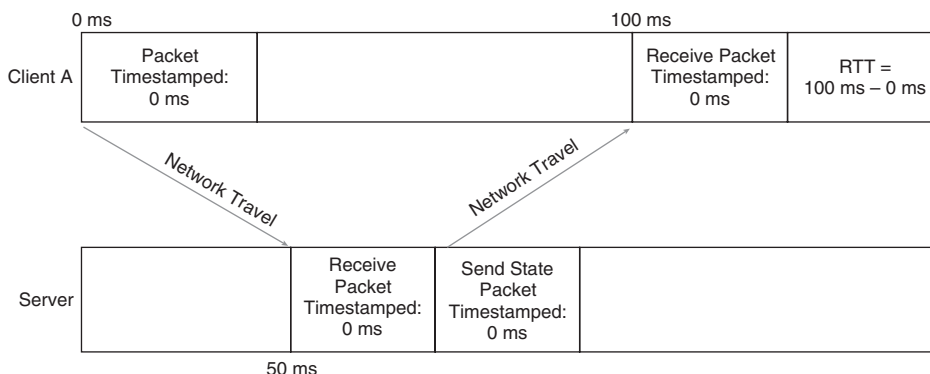 0 ms
100 ms
Client A
Packet
Timestamped:
0 ms
Receive Packet
Timestamped:
0 ms
RTT =
100 ms – 0 ms
Network Travel
Network Travel
Server
Receive
Packet
Timestamped:
0 ms
Send State
Packet
Timestamped:
0 ms
50 ms